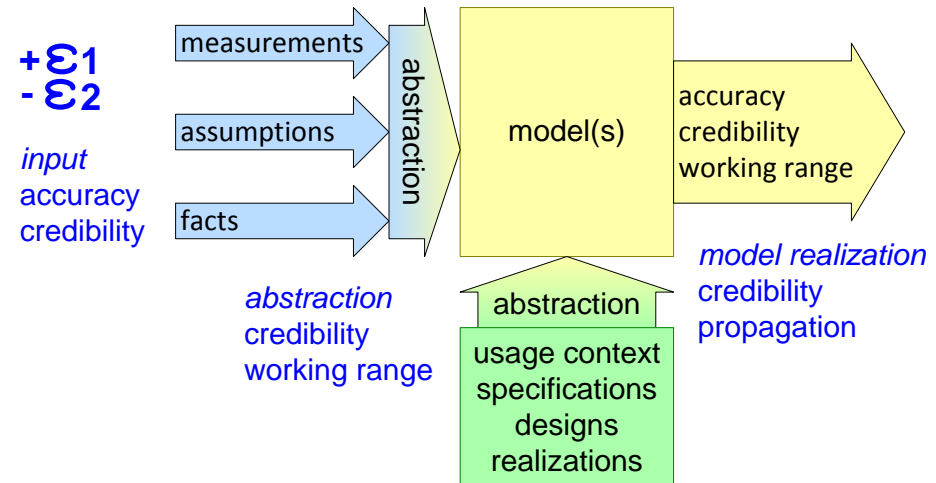 +ε1
- ε2
input
accuracy
credibility
measurements
assumptions
facts
abstraction
abstraction
credibility
working range
model(s)
accuracy
credibility
working range
model realization
credibility
propagation
abstraction
usage context
specifications
designs
realizations